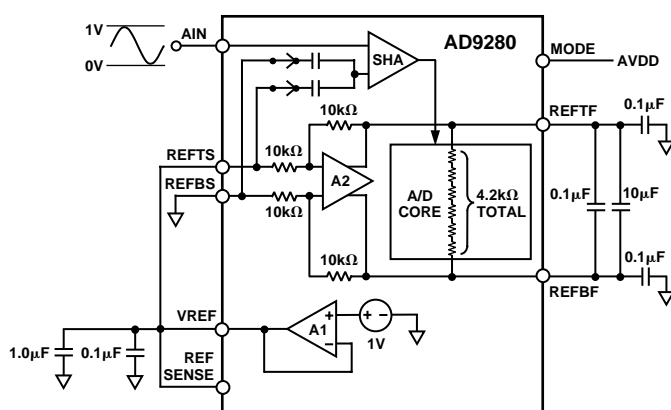 1V
0V
AIN
SHA
AD9280
MODE
AVDD
10kΩ
REFTF
0.1µF
REFTS
10kΩ
REFBS
10kΩ
A2
A/D
CORE
4.2kΩ
TOTAL
0.1µF
10µF
10kΩ
0.1µF
REFBF
VREF
A1
+
−
+ −
1V
1.0µF
0.1µF
REF
SENSE